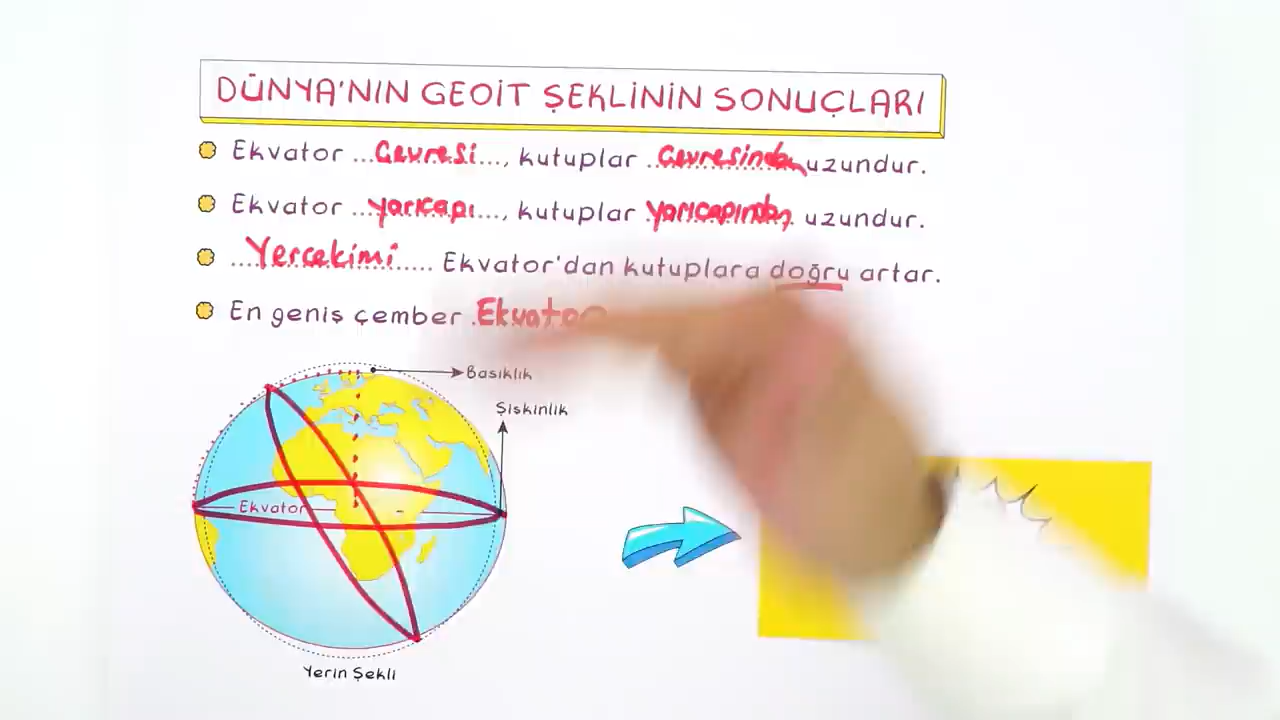 DÜNYA'NIN GEOİT ŞEKLİNİN SONUÇLARI
Ekvator ...Çevresi..., kutuplar ...çevresinden uzundur.
Ekvator ...yarıçapı..., kutuplar yarıçapından uzundur.
...Yerçekimi..... Ekvator'dan kutuplara doğru artar.
En geniş çember .Ekvator
Basıklık
Şişkinlik
Ekvator
Yerin Şekli